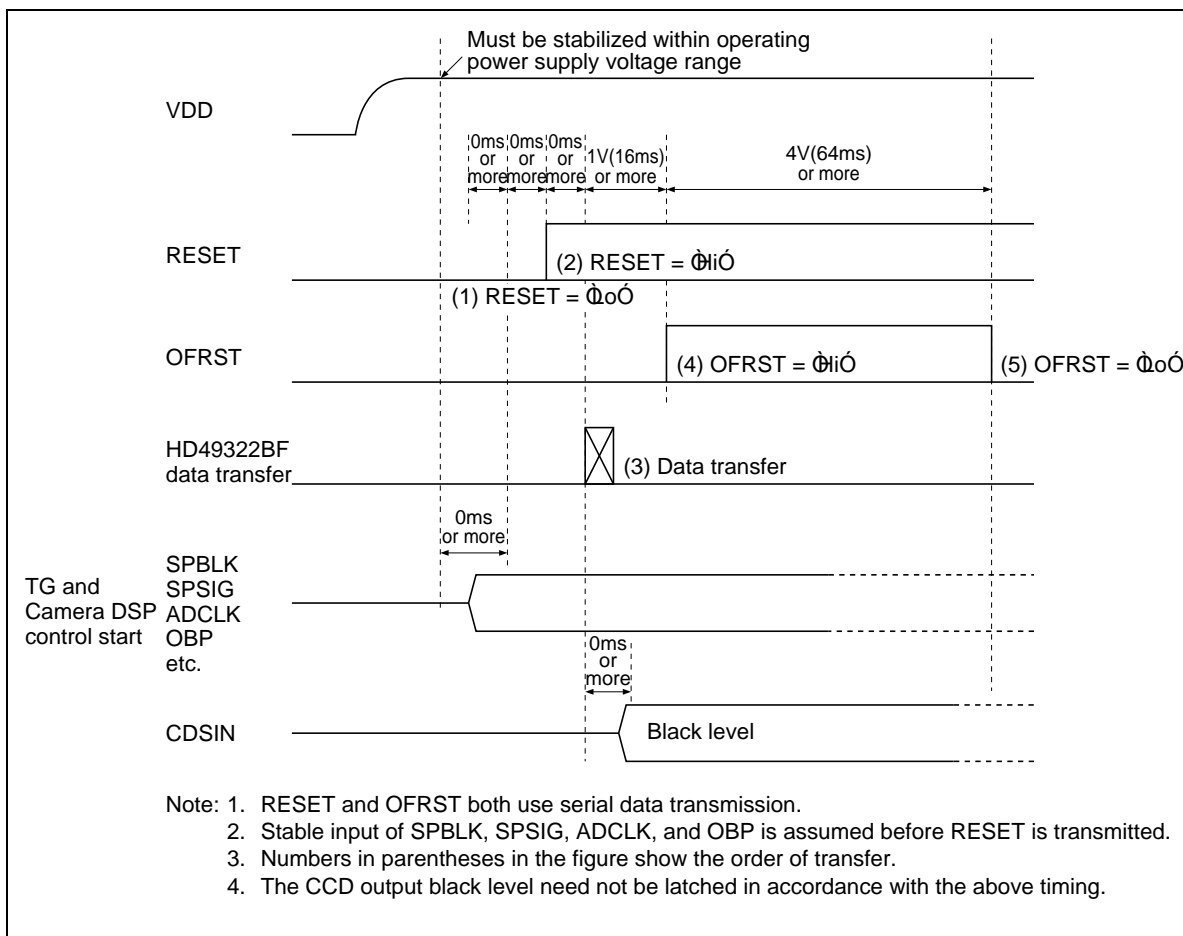 Must be stabilized within operating
power supply voltage range
VDD
0ms
or
more
0ms
or
more
0ms
or
more
1V(16ms)
or more
4V(64ms)
or more
RESET
(2) RESET = ÒHiÓ
(1) RESET = ÒLoÓ
OFRST
(4) OFRST = ÒHiÓ
(5) OFRST = ÒLoÓ
HD49322BF
data transfer
(3) Data transfer
0ms
or more
TG and
Camera DSP
control start
SPBLK
SPSIG
ADCLK
OBP
etc.
0ms
or
more
CDSIN
Black level
Note: 1. RESET and OFRST both use serial data transmission.
2. Stable input of SPBLK, SPSIG, ADCLK, and OBP is assumed before RESET is transmitted.
3. Numbers in parentheses in the figure show the order of transfer.
4. The CCD output black level need not be latched in accordance with the above timing.